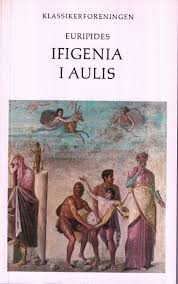 KLASSIKERFORENINGEN
EURIPIDES
IFIGENIA
I AULIS